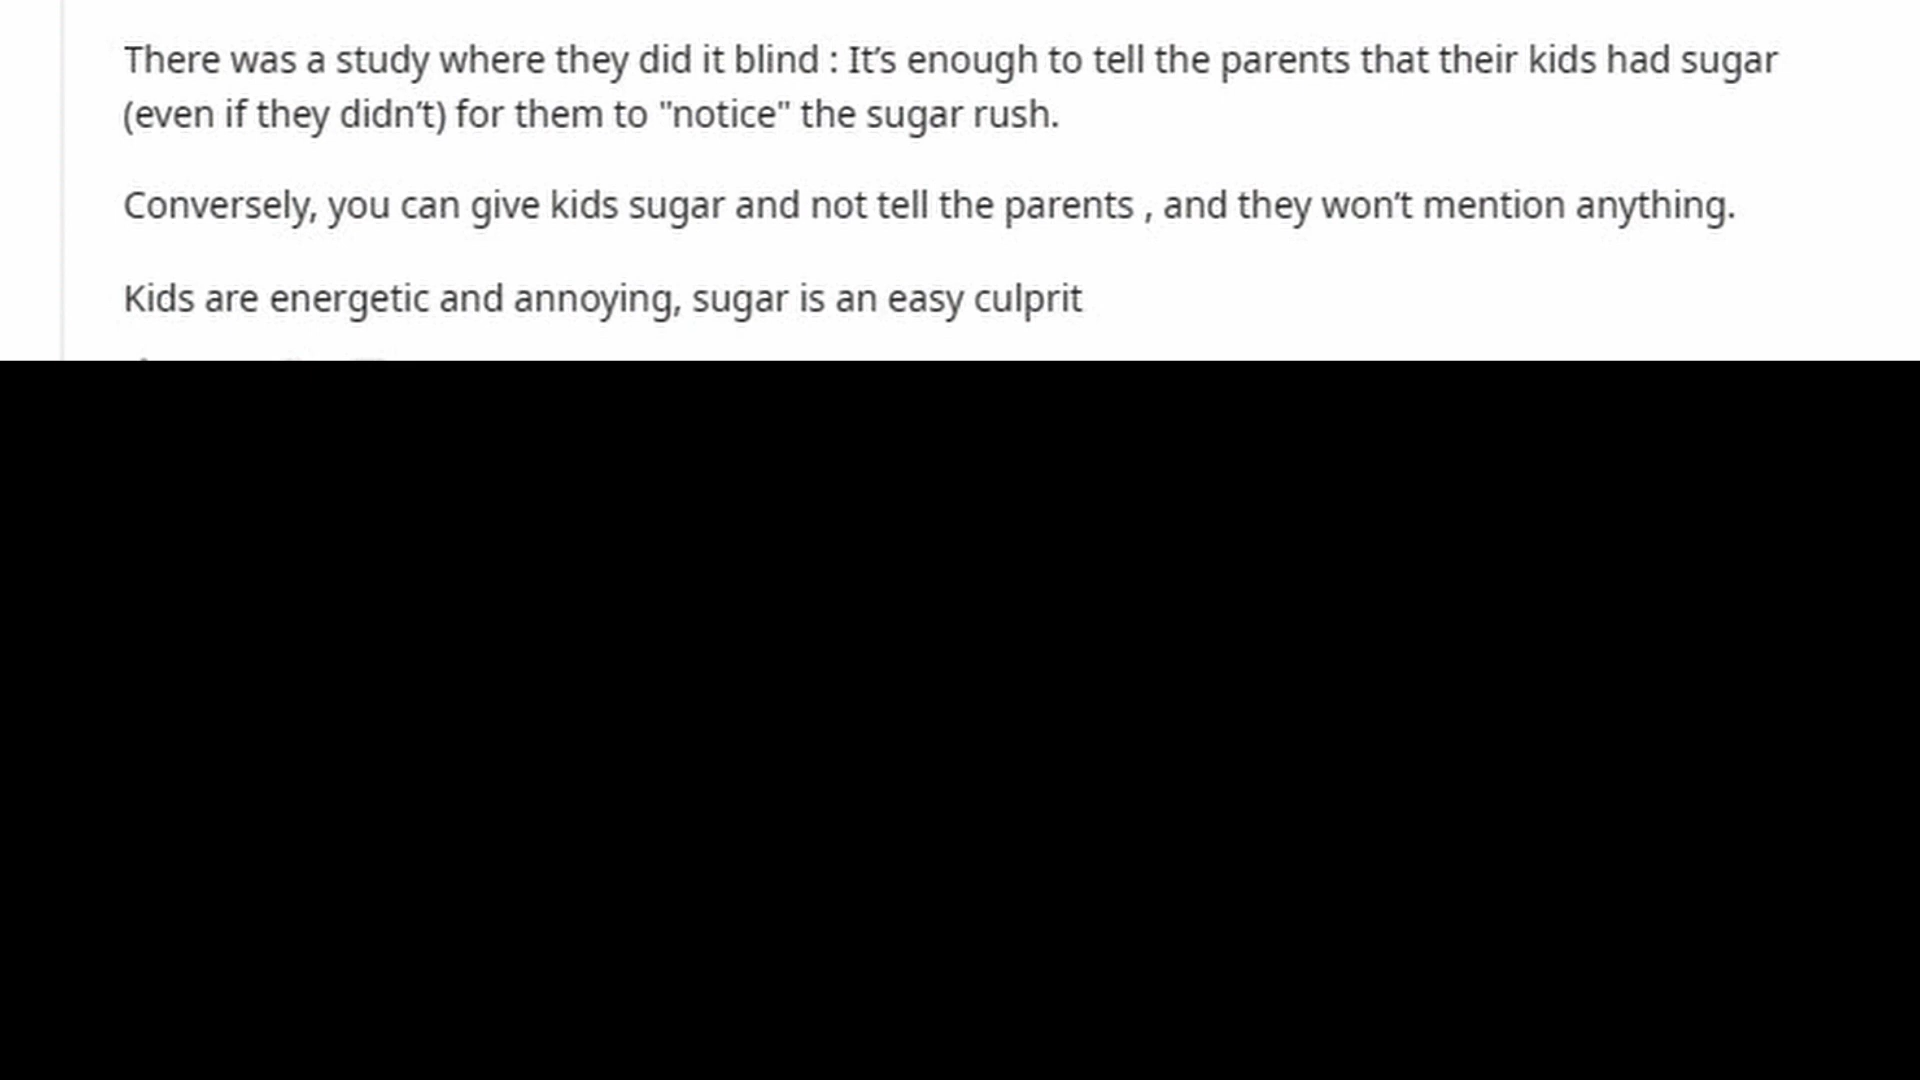 There was a study where they did it blind : It’s enough to tell the parents that their kids had sugar
(even if they didn’t) for them to "notice" the sugar rush.
Conversely, you can give kids sugar and not tell the parents , and they won’t mention anything.
Kids are energetic and annoying, sugar is an easy culprit